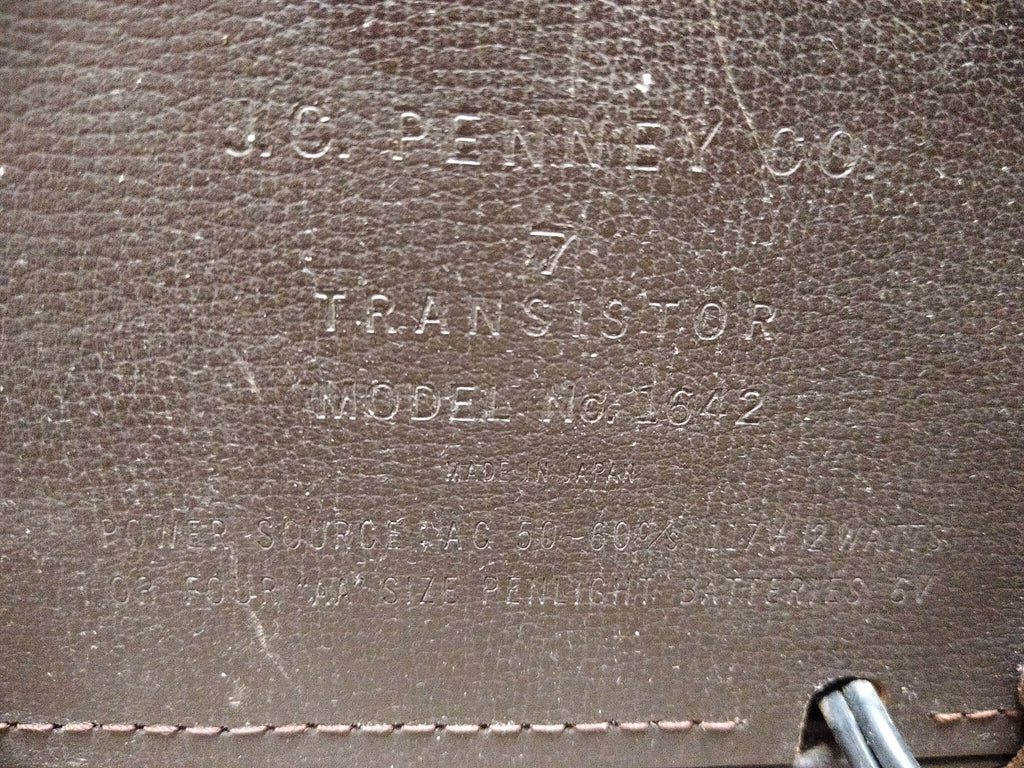 J.C. PENNEY CO.
7
TRANSISTOR
MODEL No. 1642
MADE IN JAPAN
POWER SOURCE: AC 50-60c/s 117V 2WATTS
OR FOUR "AA" SIZE PENLIGHT BATTERIES 6V